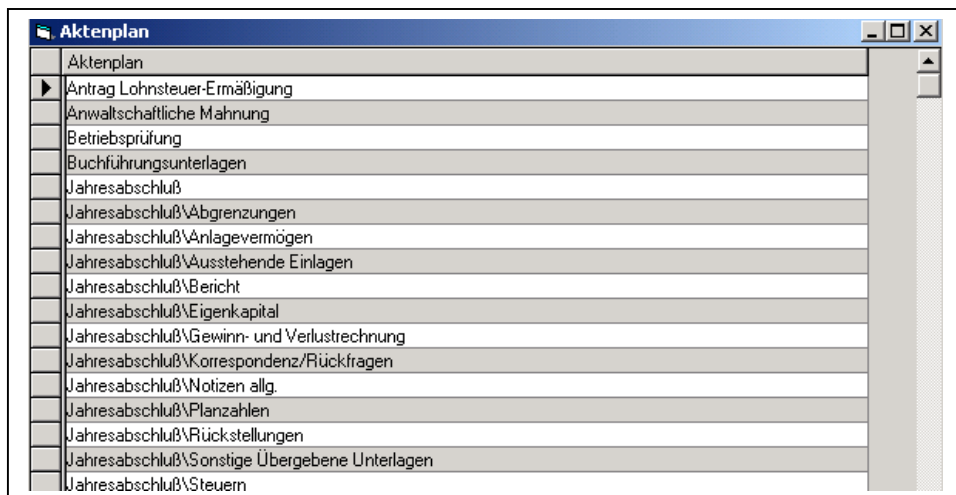 Aktenplan
Aktenplan
Antrag Lohnsteuer-Ermäßigung
Anwaltschaftliche Mahnung
Betriebsprüfung
Buchführungsunterlagen
Jahresabschluß
Jahresabschluß\Abgrenzungen
Jahresabschluß\Anlagevermögen
Jahresabschluß\Ausstehende Einlagen
Jahresabschluß\Bericht
Jahresabschluß\Eigenkapital
Jahresabschluß\Gewinn- und Verlustrechnung
Jahresabschluß\Korrespondenz/Rückfragen
Jahresabschluß\Notizen allg.
Jahresabschluß\Planzahlen
Jahresabschluß\Rückstellungen
Jahresabschluß\Sonstige Übergebene Unterlagen
Jahresabschluß\Steuern